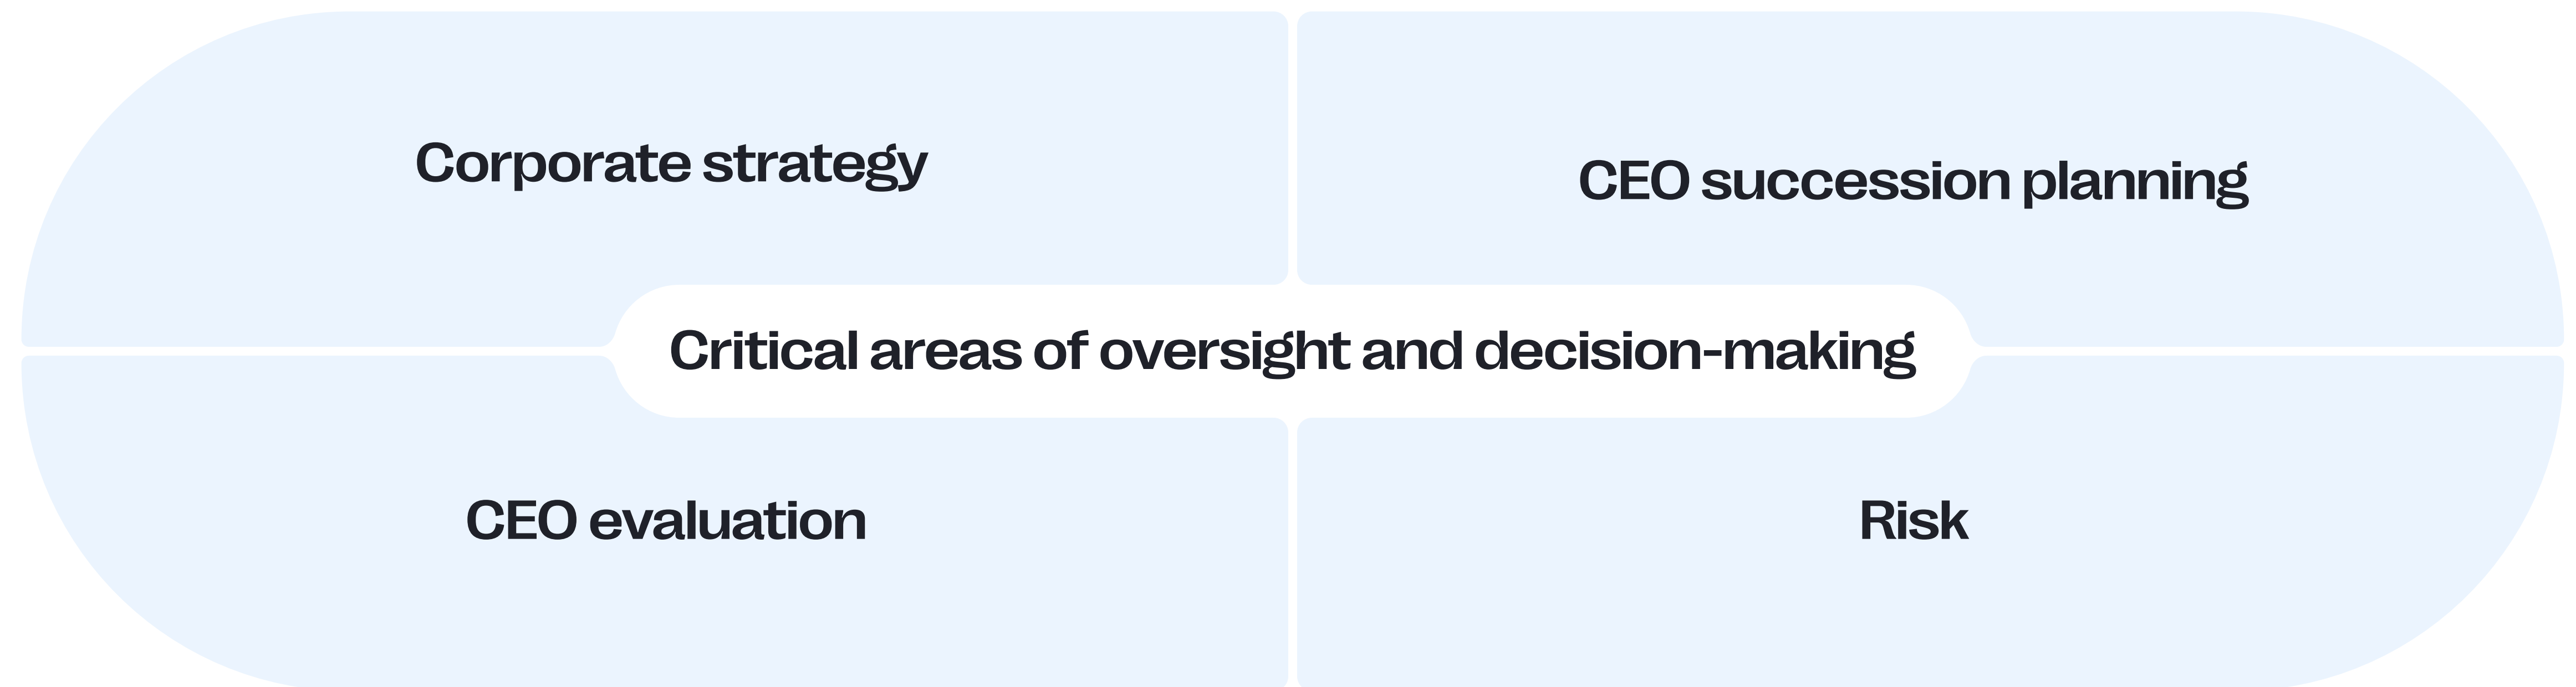 Corporate strategy
CEO succession planning
Critical areas of oversight and decision-making
CEO evaluation
Risk